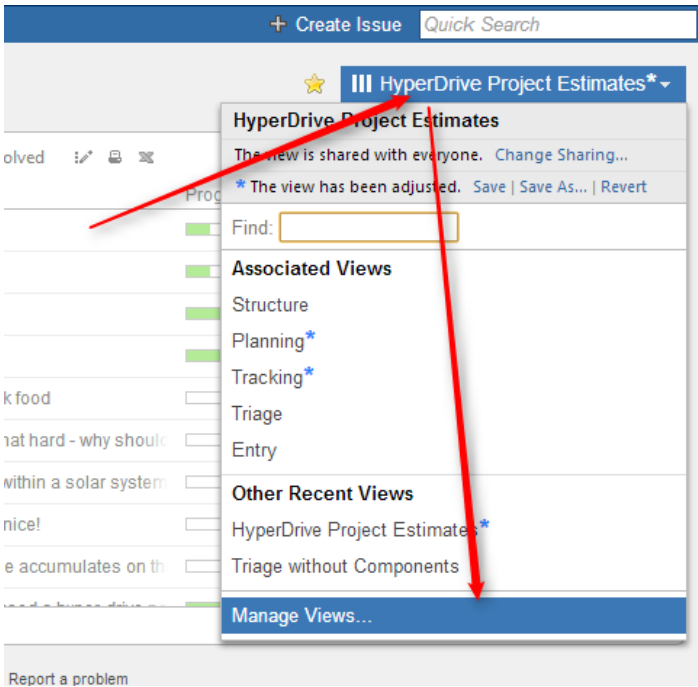 + Create Issue Quick Search
HyperDrive Project Estimates*
HyperDrive Project Estimates
olved
The view is shared with everyone. Change Sharing...
Prog
* The view has been adjusted. Save | Save As... | Revert
Find:
Associated Views
Structure
Planning*
Tracking*
Triage
k food
Entry
hat hard - why should
within a solar system
Other Recent Views
nice!
HyperDrive Project Estimates*
e accumulates on th
Triage without Components
Manage Views...
Report a problem